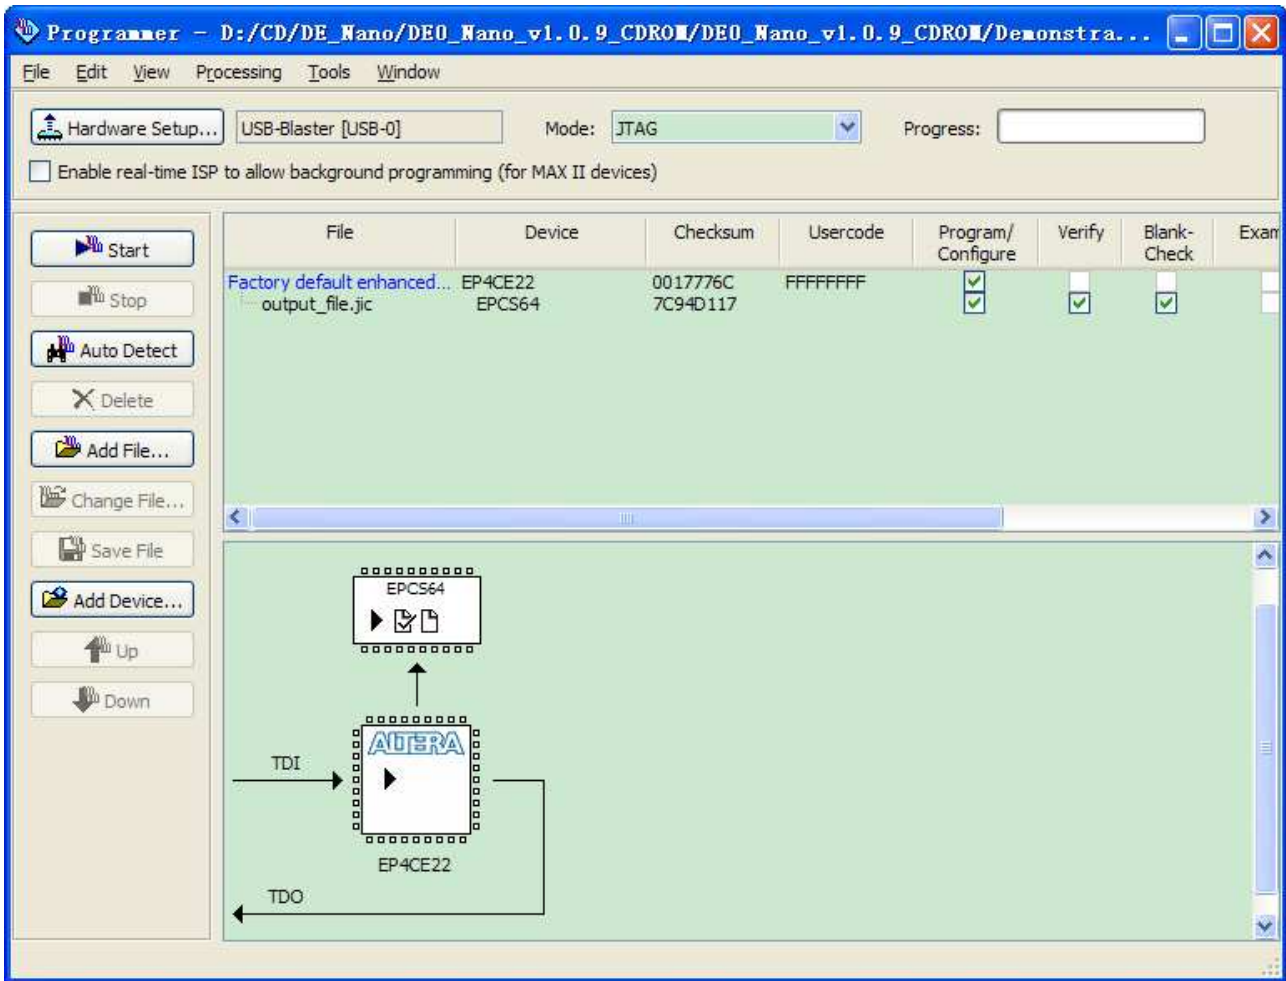 Programmer - D:/CD/DE_Nano/DE0_Nano_v1.0.9_CDROM/DE0_Nano_v1.0.9_CDROM/Demonstra...
File Edit View Processing Tools Window
Hardware Setup... USB-Blaster [USB-0] Mode: JTAG Progress:
Enable real-time ISP to allow background programming (for MAX II devices)
Start
Stop
Auto Detect
Delete
Add File...
Change File...
Save File
Add Device...
Up
Down
File Device Checksum Usercode Program/ Verify Blank- Exam
Configure Check
Factory default enhanced... EP4CE22 0017776C FFFFFFFF
output_file.jic EPCS64 7C94D117
EPCS64
ALTERA
TDI
EP4CE22
TDO